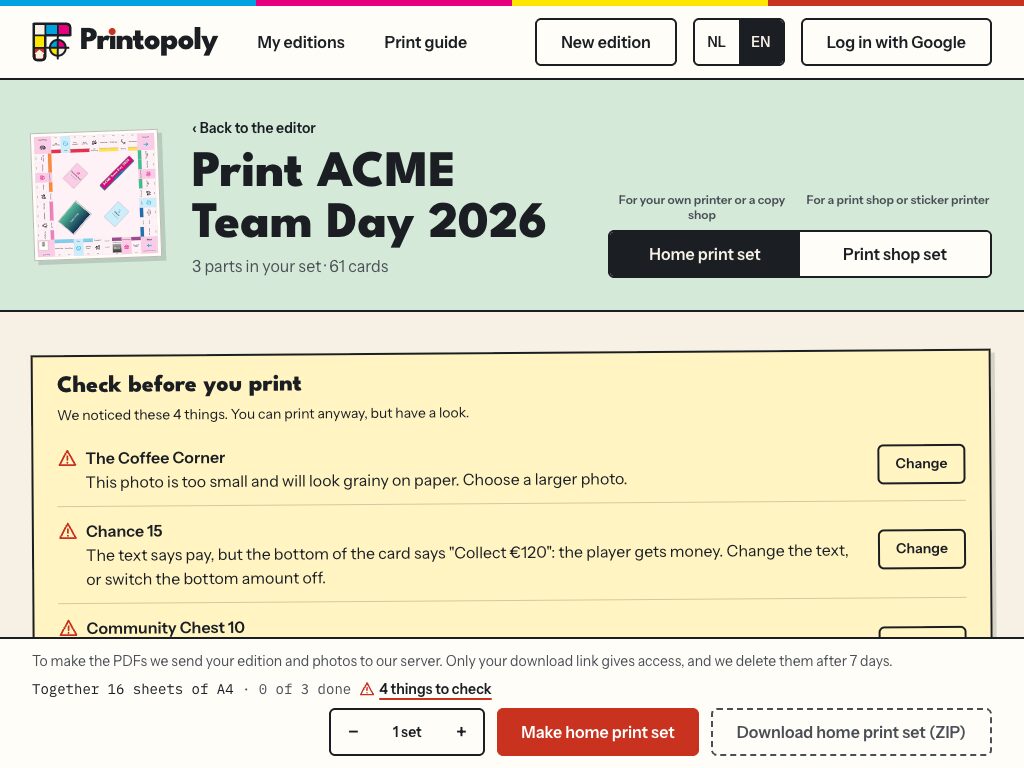 Printopoly
My editions
Print guide
New edition
NL
EN
Log in with Google
‹ Back to the editor
Print ACME
Team Day 2026
3 parts in your set · 61 cards
For your own printer or a copy
shop
For a print shop or sticker printer
Home print set
Print shop set
Check before you print
We noticed these 4 things. You can print anyway, but have a look.
The Coffee Corner
This photo is too small and will look grainy on paper. Choose a larger photo.
Change
Chance 15
The text says pay, but the bottom of the card says "Collect €120": the player gets money. Change the text,
or switch the bottom amount off.
Change
Community Chest 10
To make the PDFs we send your edition and photos to our server. Only your download link gives access, and we delete them after 7 days.
Together 16 sheets of A4 · 0 of 3 done
4 things to check
− 1 set +
Make home print set
Download home print set (ZIP)